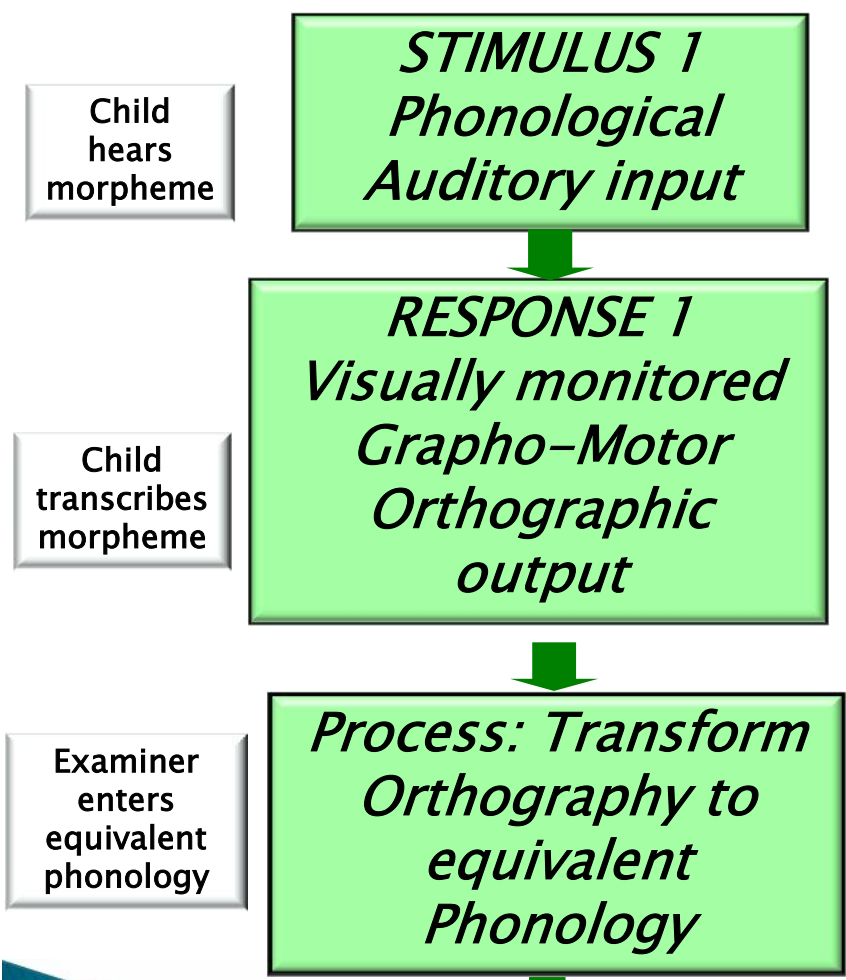 STIMULUS 1
Phonological
Auditory input
Child
hears
morpheme
RESPONSE 1
Visually monitored
Grapho-Motor
Orthographic
output
Child
transcribes
morpheme
Process: Transform
Orthography to
equivalent
Phonology
Examiner
enters
equivalent
phonology